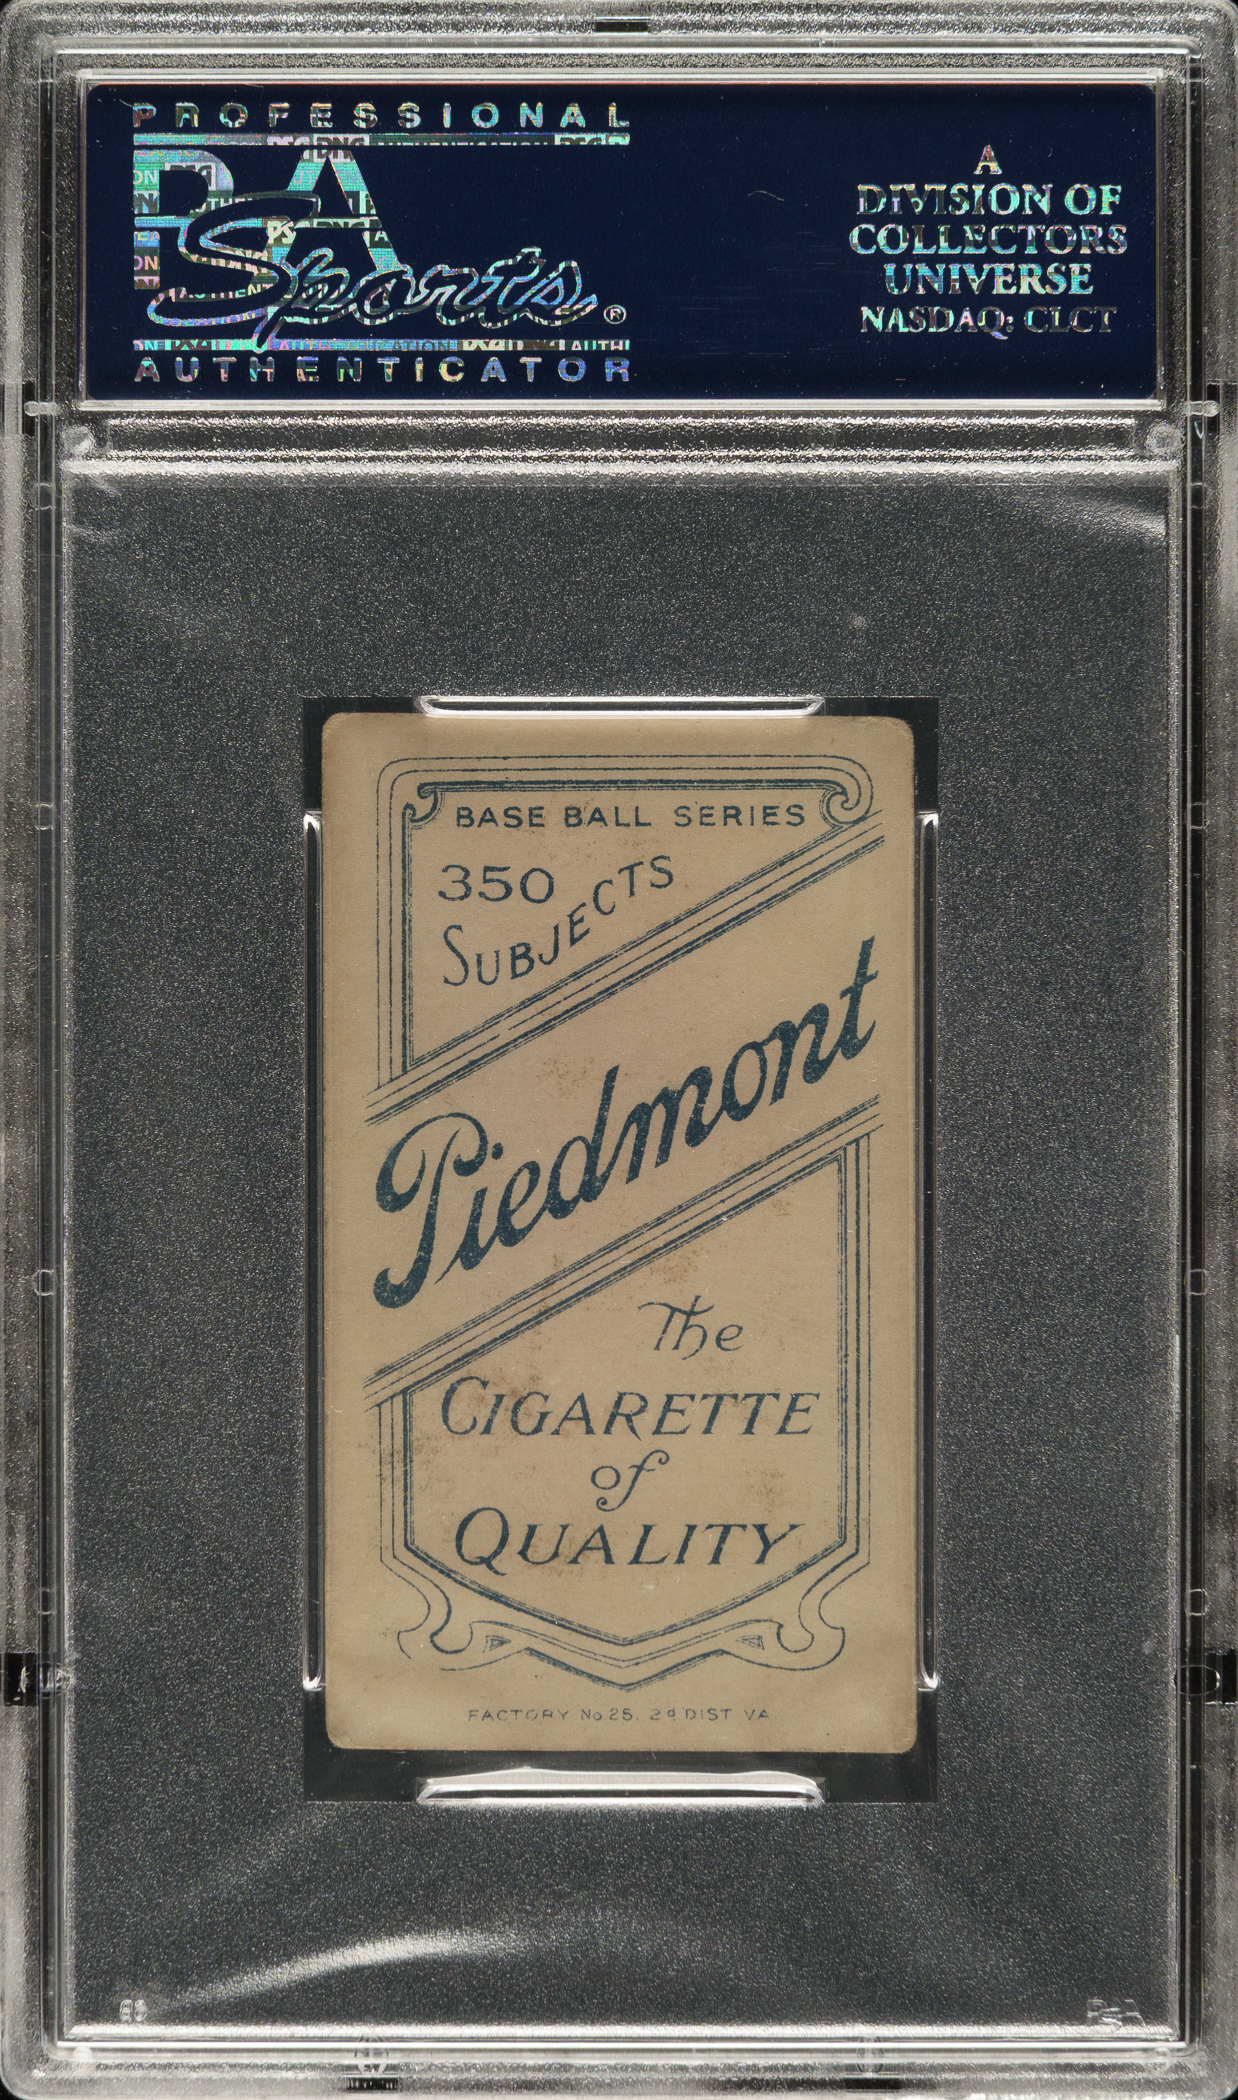 PROFESSIONAL
PSA
Sports®
AUTHENTICATOR
A
DIVISION OF
COLLECTORS
UNIVERSE
NASDAQ: CLCT
BASE BALL SERIES
350
SUBJECTS
Piedmont
The
CIGARETTE
of
QUALITY
FACTORY No 25. 2d DIST VA.
PSA